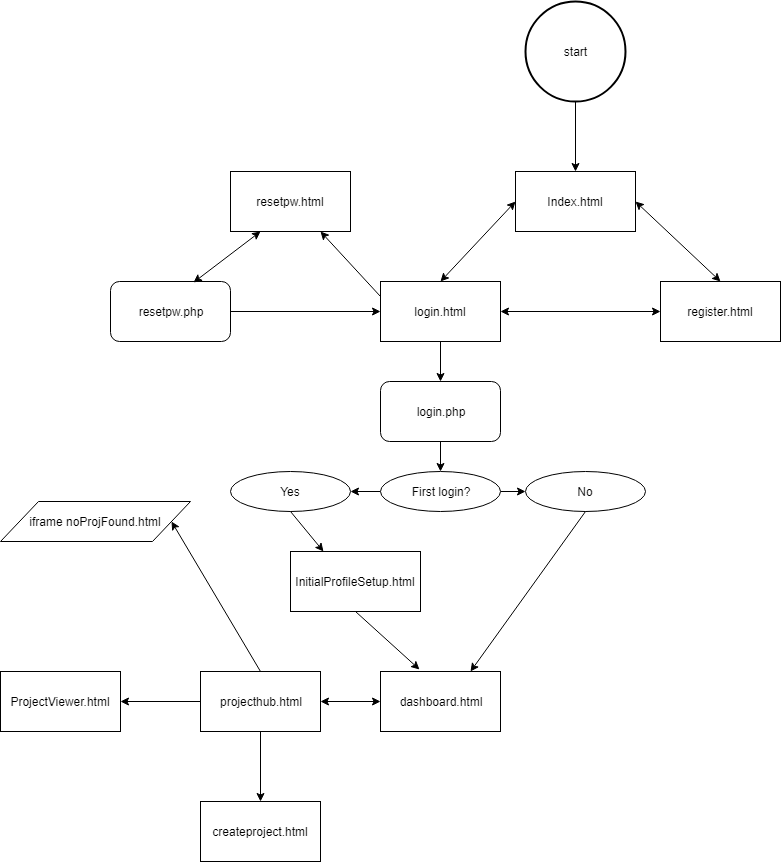 start
resetpw.html
Index.html
resetpw.php
login.html
register.html
login.php
Yes
First login?
No
iframe noProjFound.html
InitialProfileSetup.html
ProjectViewer.html
projecthub.html
dashboard.html
createproject.html